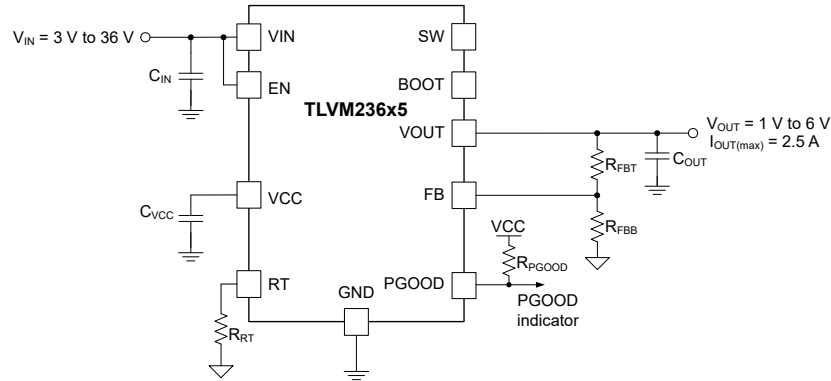 V_IN = 3 V to 36 V
VIN
SW
C_IN
EN
BOOT
TLVM236x5
VOUT
V_OUT = 1 V to 6 V
I_OUT(max) = 2.5 A
R_FBT
C_OUT
VCC
FB
C_VCC
R_FBB
VCC
R_PGOOD
RT
GND
PGOOD
PGOOD
indicator
R_RT